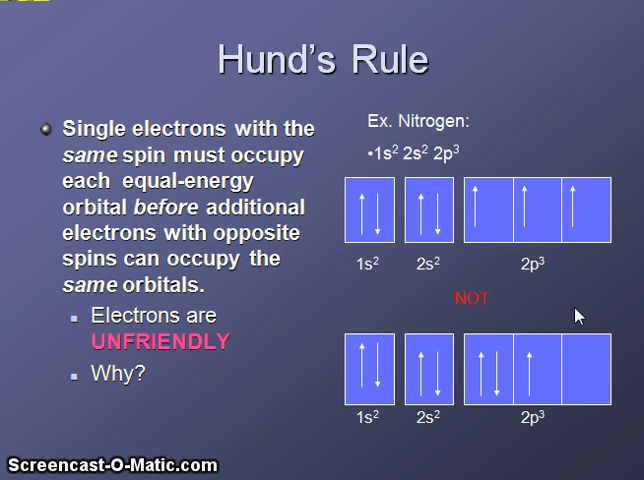 Hund's Rule
Single electrons with the
same spin must occupy
each equal-energy
orbital before additional
electrons with opposite
spins can occupy the
same orbitals.
Electrons are
UNFRIENDLY
Why?
Ex. Nitrogen:
•1s² 2s² 2p³
1s² 2s² 2p³
NOT
1s² 2s² 2p³
Screencast-O-Matic.com